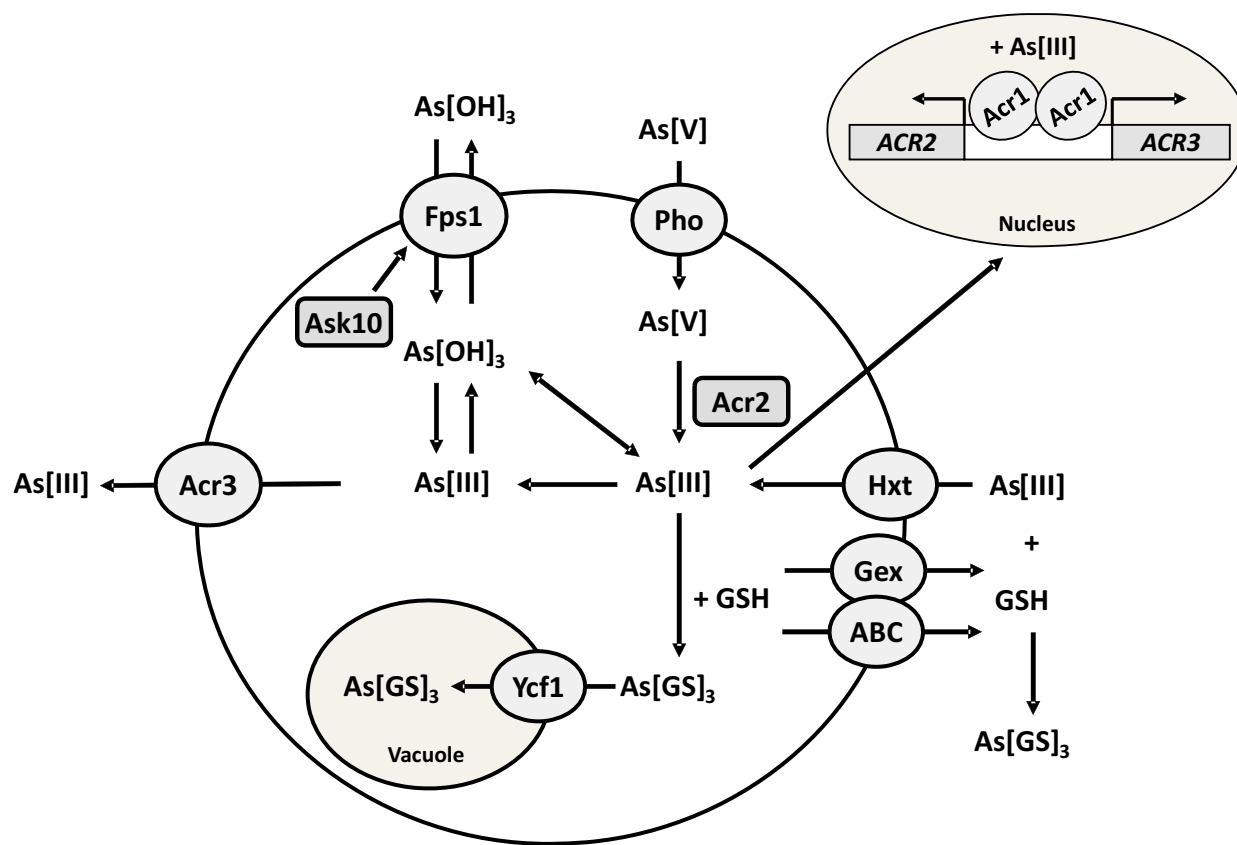 + As[III]
Acr1 Acr1
ACR2 ACR3
Nucleus
As[OH]₃
As[V]
Fps1
Pho
Ask10
As[V]
As[OH]₃
Acr2
As[III]
Acr3
As[III]
As[III]
Hxt
As[III]
+
Gex
+ GSH
GSH
ABC
As[GS]₃
Ycf1
As[GS]₃
Vacuole
As[GS]₃